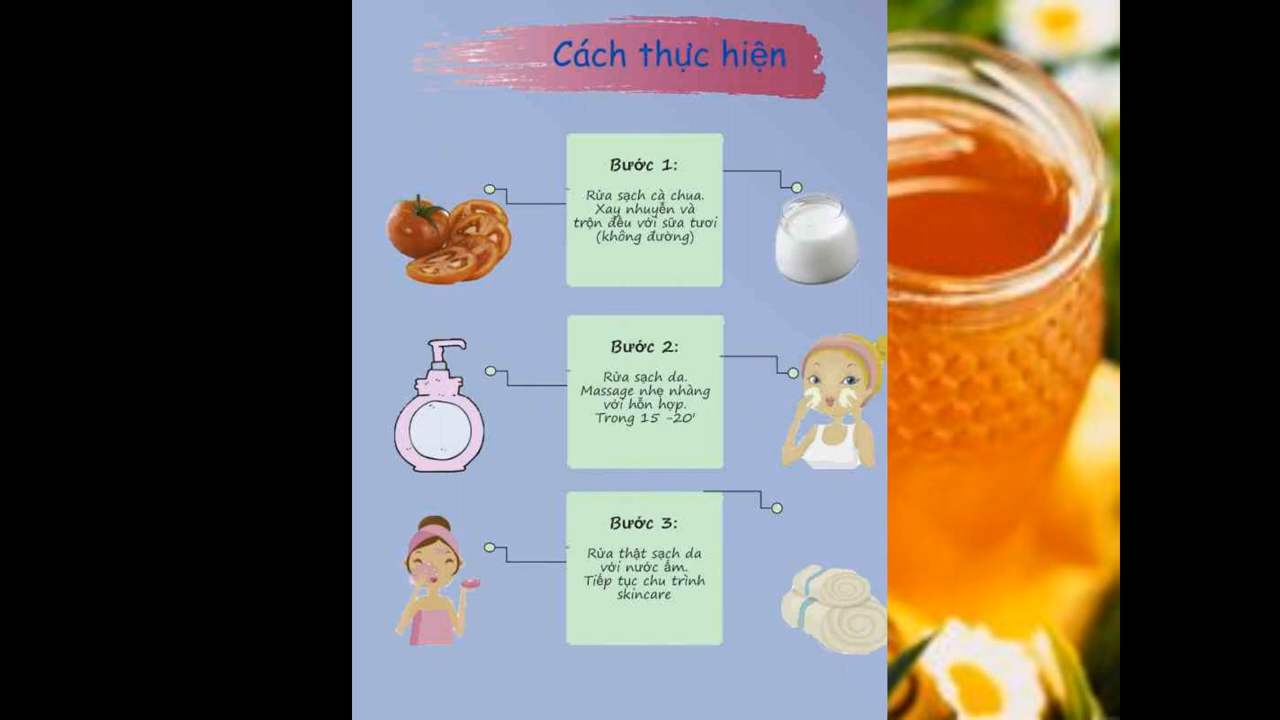 Cách thực hiện
Bước 1:
Rửa sạch cà chua.
Xay nhuyễn và
trộn đều với sữa tươi
(không đường)
Bước 2:
Rửa sạch da.
Massage nhẹ nhàng
với hỗn hợp.
Trong 15 -20'
Bước 3:
Rửa thật sạch da
với nước ấm.
Tiếp tục chu trình
skincare